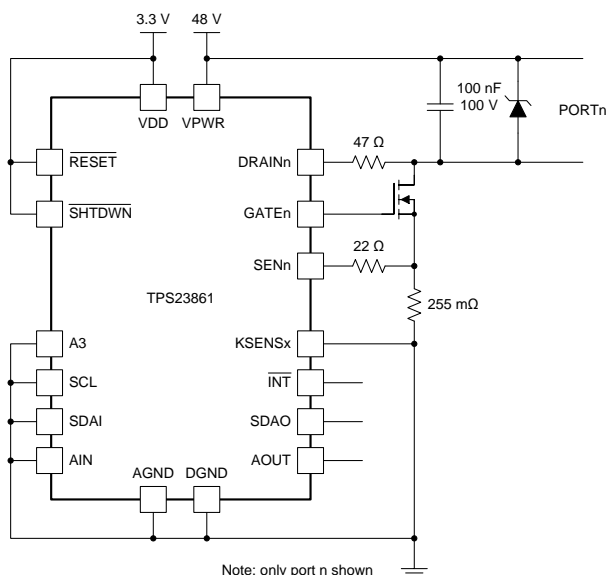 3.3 V
48 V
VDD
VPWR
100 nF
100 V
PORTn
47 Ω
RESET
DRAINn
SHTDWN
GATEn
22 Ω
SENn
TPS23861
255 mΩ
A3
KSENSx
SCL
INT
SDAI
SDAO
AIN
AOUT
AGND
DGND
Note: only port n shown